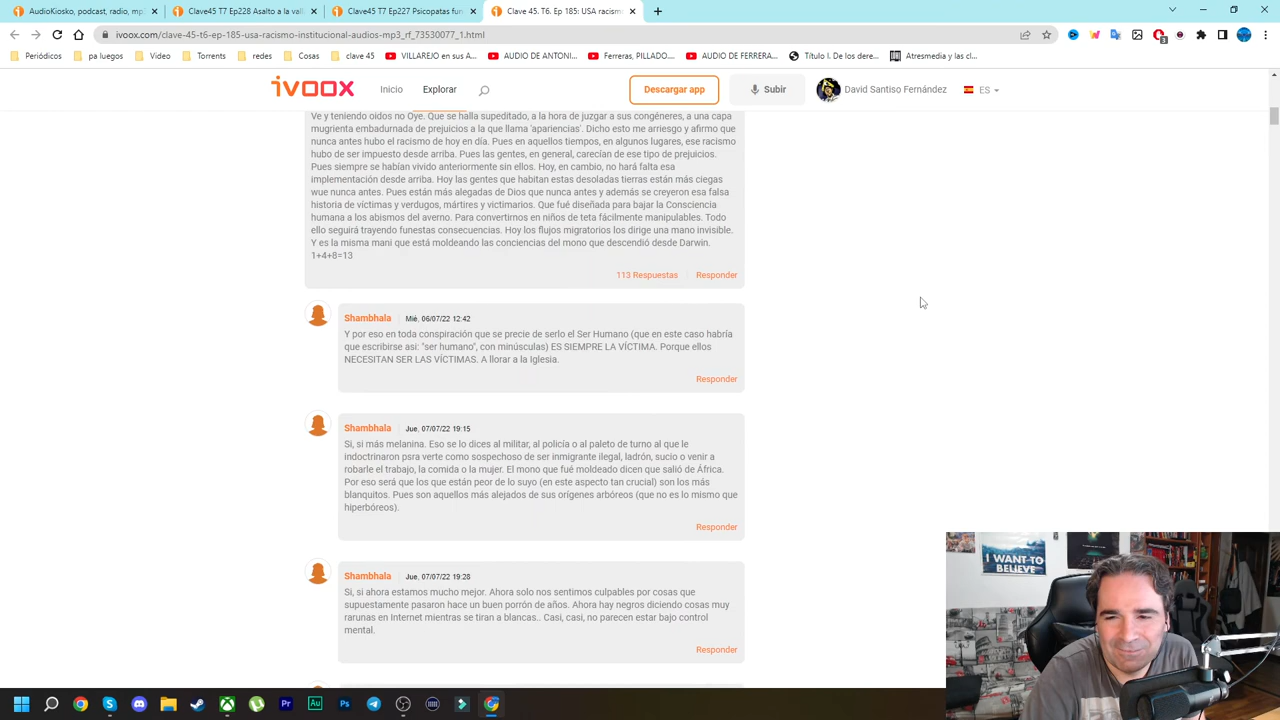 AudioKiosko, podcast, radio, mp
Clave45 T7 Ep228 Asalto a la vall
Clave45 T7 Ep227 Psicopatas fun
Clave 45. T6. Ep 185: USA racism
ivoox.com/clave-45-t6-ep-185-usa-racismo-institucional-audios-mp3_rf_73530077_1.html
Periódicos
pa luegos
Video
Torrents
redes
Cosas
clave 45
VILLAREJO en sus A...
AUDIO DE ANTONI...
Ferreras, PILLADO....
AUDIO DE FERRERA...
Título I. De los dere...
Atresmedia y las cl...
ivoox
Inicio
Explorar
Descargar app
Subir
David Santiso Fernández
ES
Ve y teniendo oídos no Oye. Que se halla supeditado, a la hora de juzgar a sus congéneres, a una capa
mugrienta embadurnada de prejuicios a la que llama 'apariencias'. Dicho esto me arriesgo y afirmo que
nunca antes hubo el racismo de hoy en día. Pues en aquellos tiempos, en algunos lugares, ese racismo
hubo de ser impuesto desde arriba. Pues las gentes, en general, carecían de ese tipo de prejuicios.
Pues siempre se habían vivido anteriormente sin ellos. Hoy, en cambio, no hará falta esa
implementación desde arriba. Hoy las gentes que habitan estas desoladas tierras están más ciegas
wue nunca antes. Pues están más alegadas de Dios que nunca antes y además se creyeron esa falsa
historia de víctimas y verdugos, mártires y victimarios. Que fué diseñada para bajar la Consciencia
humana a los abismos del averno. Para convertirnos en niños de teta fácilmente manipulables. Todo
ello seguirá trayendo funestas consecuencias. Hoy los flujos migratorios los dirige una mano invisible.
Y es la misma mani que está moldeando las conciencias del mono que descendió desde Darwin.
1+4+8=13
113 Respuestas
Responder
Shambhala
Mié, 06/07/22 12:42
Y por eso en toda conspiración que se precie de serlo el Ser Humano (que en este caso habría
que escribirse asi: "ser humano", con minúsculas) ES SIEMPRE LA VÍCTIMA. Porque ellos
NECESITAN SER LAS VÍCTIMAS. A llorar a la Iglesia.
Responder
Shambhala
Jue, 07/07/22 19:15
Si, si más melanina. Eso se lo dices al militar, al policía o al paleto de turno al que le
indoctrinaron psra verte como sospechoso de ser inmigrante ilegal, ladrón, sucio o venir a
robarle el trabajo, la comida o la mujer. El mono que fué moldeado dicen que salió de África.
Por eso será que los que están peor de lo suyo (en este aspecto tan crucial) son los más
blanquitos. Pues son aquellos más alejados de sus orígenes arbóreos (que no es lo mismo que
hiperbóreos).
Responder
Shambhala
Jue, 07/07/22 19:28
Si, si ahora estamos mucho mejor. Ahora solo nos sentimos culpables por cosas que
supuestamente pasaron hace un buen porrón de años. Ahora hay negros diciendo cosas muy
rarunas en Internet mientras se tiran a blancas.. Casi, casi, no parecen estar bajo control
mental.
Responder
I WANT TO
BELIEVE